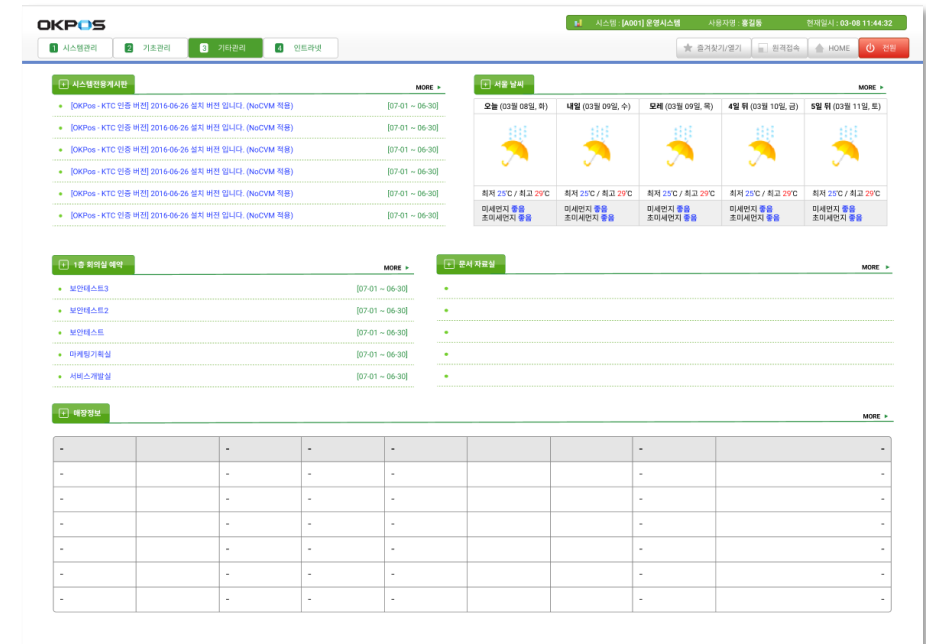 OKPOS
시스템 : [A001] 운영시스템 사용자명 : 홍길동 현재일시 : 03-08 11:44:32
1 시스템관리 2 기초관리 3 기타관리 4 인트라넷 즐겨찾기/열기 원격접속 HOME 전원
시스템전용게시판 MORE
[OKPos - KTC 인증 버전] 2016-06-26 설치 버전 입니다. (NoCVM 적용) [07-01 ~ 06-30]
[OKPos - KTC 인증 버전] 2016-06-26 설치 버전 입니다. (NoCVM 적용) [07-01 ~ 06-30]
[OKPos - KTC 인증 버전] 2016-06-26 설치 버전 입니다. (NoCVM 적용) [07-01 ~ 06-30]
[OKPos - KTC 인증 버전] 2016-06-26 설치 버전 입니다. (NoCVM 적용) [07-01 ~ 06-30]
[OKPos - KTC 인증 버전] 2016-06-26 설치 버전 입니다. (NoCVM 적용) [07-01 ~ 06-30]
[OKPos - KTC 인증 버전] 2016-06-26 설치 버전 입니다. (NoCVM 적용) [07-01 ~ 06-30]
서울 날씨 MORE
오늘 (03월 08일, 화) 내일 (03월 09일, 수) 모레 (03월 09일, 목) 4일 뒤 (03월 10일, 금) 5일 뒤 (03월 11일, 토)
최저 25℃ / 최고 29℃ 최저 25℃ / 최고 29℃ 최저 25℃ / 최고 29℃ 최저 25℃ / 최고 29℃ 최저 25℃ / 최고 29℃
미세먼지 좋음 미세먼지 좋음 미세먼지 좋음 미세먼지 좋음 미세먼지 좋음
초미세먼지 좋음 초미세먼지 좋음 초미세먼지 좋음 초미세먼지 좋음 초미세먼지 좋음
1층 회의실 예약 MORE
보안테스트3 [07-01 ~ 06-30]
보안테스트2 [07-01 ~ 06-30]
보안테스트 [07-01 ~ 06-30]
마케팅기획실 [07-01 ~ 06-30]
서비스개발실 [07-01 ~ 06-30]
문서 자료실 MORE
매장정보 MORE
- - - - - -
- - - - - -
- - - - - -
- - - - - -
- - - - - -
- - - - - -
- - - - - -